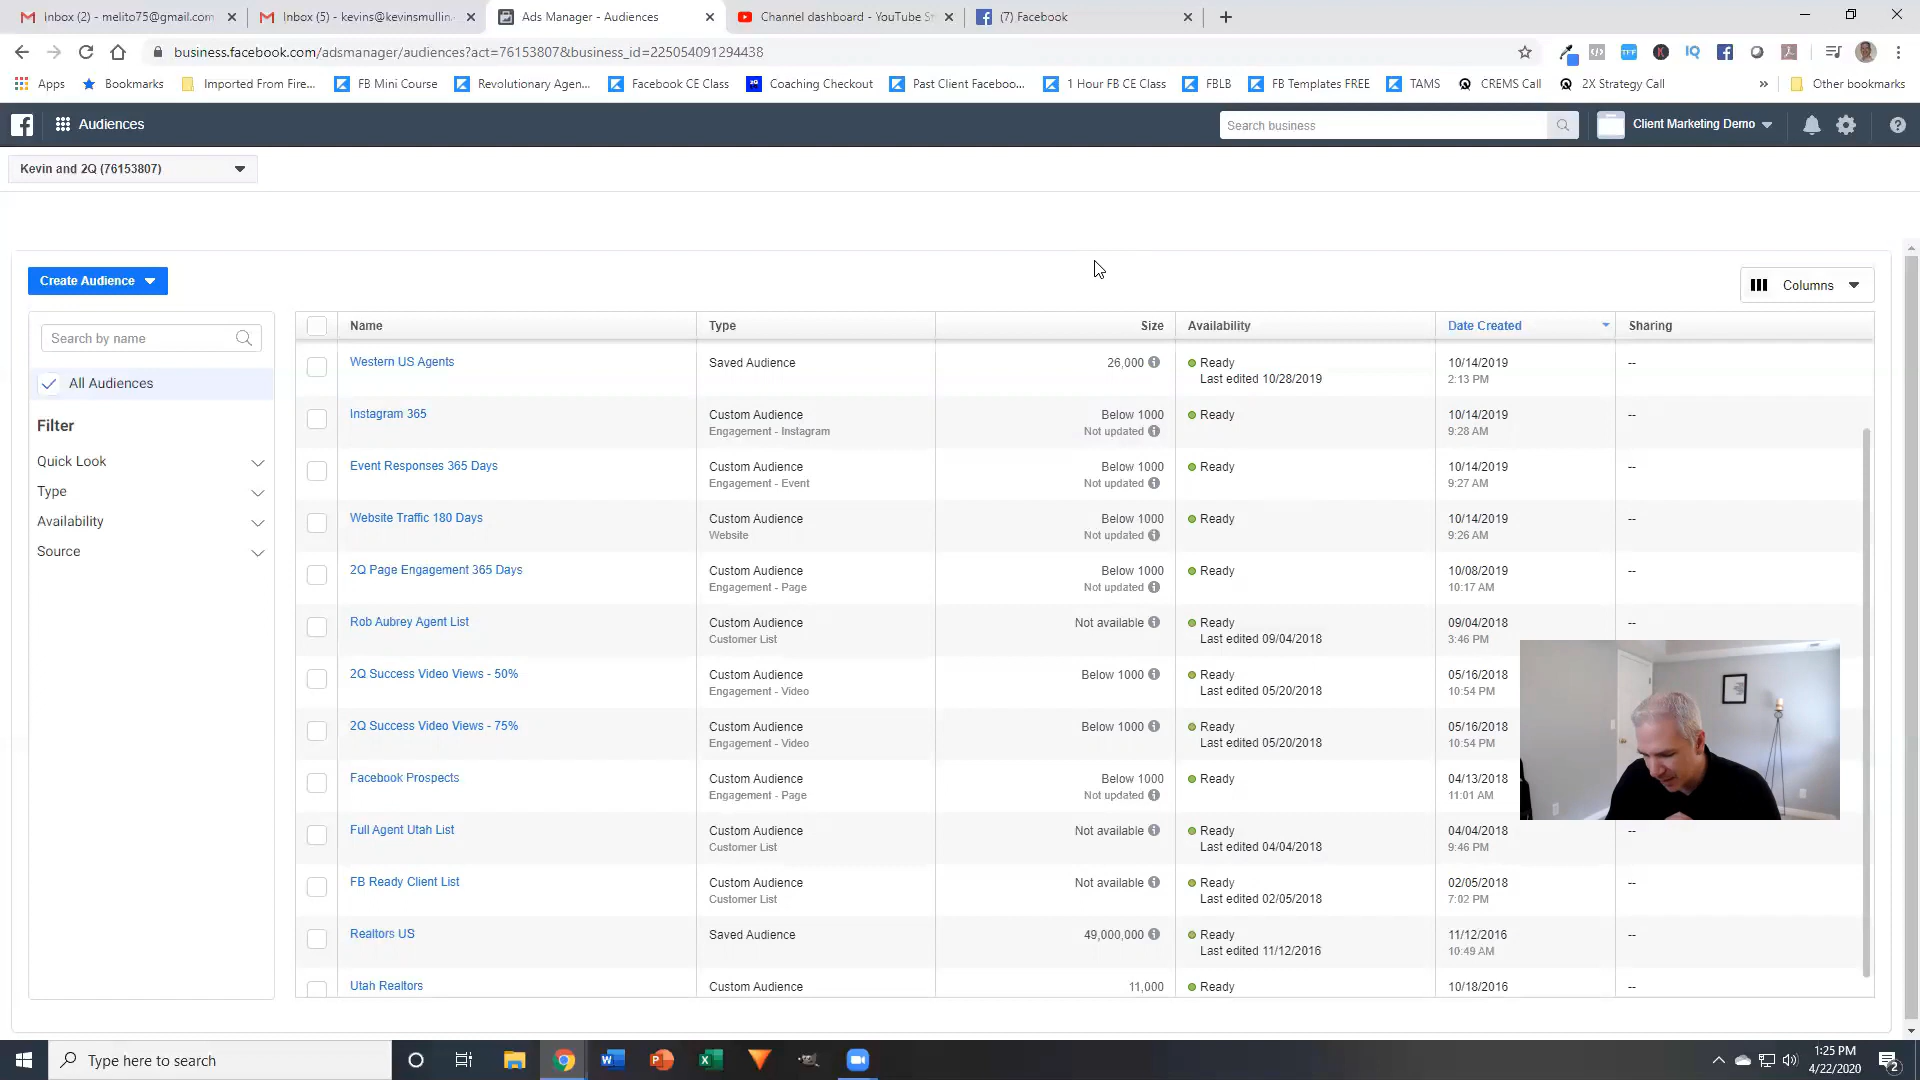 Inbox (2) - melito75@gmail.com
Inbox (5) - kevins@kevinsmullin.
Ads Manager - Audiences
Channel dashboard - YouTube St
(7) Facebook
business.facebook.com/adsmanager/audiences?act=76153807&business_id=225054091294438
Apps
Bookmarks
Imported From Fire...
FB Mini Course
Revolutionary Agen...
Facebook CE Class
Coaching Checkout
Past Client Faceboo...
1 Hour FB CE Class
FBLB
FB Templates FREE
TAMS
CREMS Call
2X Strategy Call
»
Other bookmarks
Audiences
Search business
Client Marketing Demo
Kevin and 2Q (76153807)
Create Audience
Columns
Search by name
All Audiences
Filter
Quick Look
Type
Availability
Source
Name Type Size Availability Date Created Sharing
Western US Agents Saved Audience 26,000 Ready 10/14/2019 --
Last edited 10/28/2019 2:13 PM
Instagram 365 Custom Audience Below 1000 Ready 10/14/2019 --
Engagement - Instagram Not updated 9:28 AM
Event Responses 365 Days Custom Audience Below 1000 Ready 10/14/2019 --
Engagement - Event Not updated 9:27 AM
Website Traffic 180 Days Custom Audience Below 1000 Ready 10/14/2019 --
Website Not updated 9:26 AM
2Q Page Engagement 365 Days Custom Audience Below 1000 Ready 10/08/2019 --
Engagement - Page Not updated 10:17 AM
Rob Aubrey Agent List Custom Audience Not available Ready 09/04/2018 --
Customer List Last edited 09/04/2018 3:46 PM
2Q Success Video Views - 50% Custom Audience Below 1000 Ready 05/16/2018
Engagement - Video Last edited 05/20/2018 10:54 PM
2Q Success Video Views - 75% Custom Audience Below 1000 Ready 05/16/2018
Engagement - Video Last edited 05/20/2018 10:54 PM
Facebook Prospects Custom Audience Below 1000 Ready 04/13/2018
Engagement - Page Not updated 11:01 AM
Full Agent Utah List Custom Audience Not available Ready 04/04/2018 --
Customer List Last edited 04/04/2018 9:46 PM
FB Ready Client List Custom Audience Not available Ready 02/05/2018 --
Customer List Last edited 02/05/2018 7:02 PM
Realtors US Saved Audience 49,000,000 Ready 11/12/2016 --
Last edited 11/12/2016 10:49 AM
Utah Realtors Custom Audience 11,000 Ready 10/18/2016 --
Type here to search
1:25 PM
4/22/2020
2